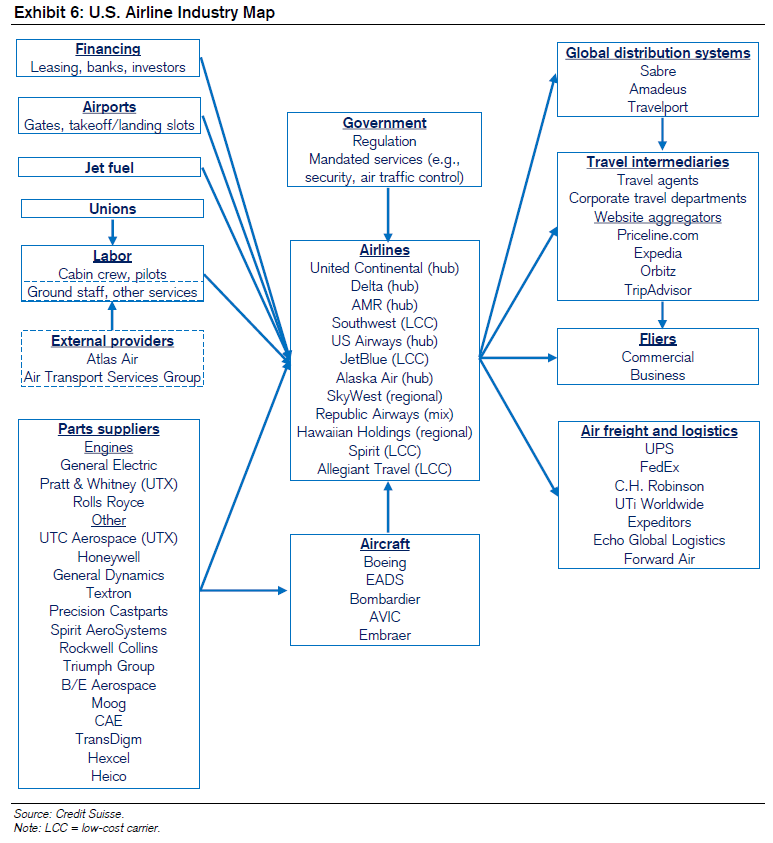 Exhibit 6: U.S. Airline Industry Map
Financing
Leasing, banks, investors
Airports
Gates, takeoff/landing slots
Jet fuel
Unions
Labor
Cabin crew, pilots
Ground staff, other services
External providers
Atlas Air
Air Transport Services Group
Parts suppliers
Engines
General Electric
Pratt & Whitney (UTX)
Rolls Royce
Other
UTC Aerospace (UTX)
Honeywell
General Dynamics
Textron
Precision Castparts
Spirit AeroSystems
Rockwell Collins
Triumph Group
B/E Aerospace
Moog
CAE
TransDigm
Hexcel
Heico
Government
Regulation
Mandated services (e.g.,
security, air traffic control)
Airlines
United Continental (hub)
Delta (hub)
AMR (hub)
Southwest (LCC)
US Airways (hub)
JetBlue (LCC)
Alaska Air (hub)
SkyWest (regional)
Republic Airways (mix)
Hawaiian Holdings (regional)
Spirit (LCC)
Allegiant Travel (LCC)
Aircraft
Boeing
EADS
Bombardier
AVIC
Embraer
Global distribution systems
Sabre
Amadeus
Travelport
Travel intermediaries
Travel agents
Corporate travel departments
Website aggregators
Priceline.com
Expedia
Orbitz
TripAdvisor
Fliers
Commercial
Business
Air freight and logistics
UPS
FedEx
C.H. Robinson
UTi Worldwide
Expeditors
Echo Global Logistics
Forward Air
Source: Credit Suisse.
Note: LCC = low-cost carrier.